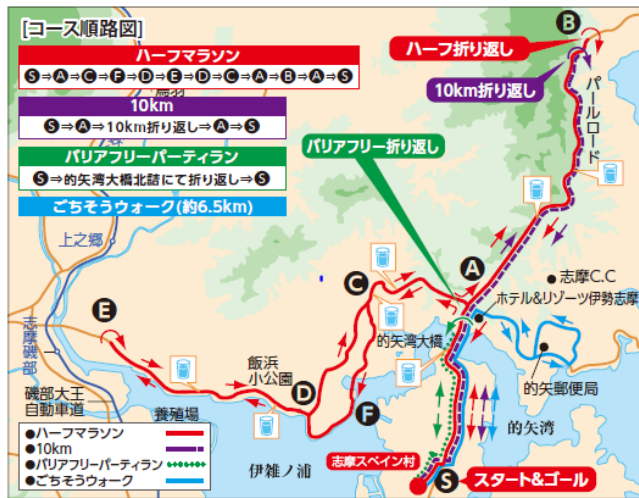 [コース順路図]
ハーフマラソン
S⇒A⇒C⇒F⇒D⇒E⇒D⇒C⇒A⇒B⇒A⇒S
鳥羽
10km
S⇒A⇒10km折り返し⇒A⇒S
バリアフリーパーティラン
S⇒的矢湾大橋北詰にて折り返し⇒S
ごちそうウォーク(約6.5km)
B
ハーフ折り返し
10km折り返し
パールロード
バリアフリー折り返し
上之郷
A
志摩C.C
C
ホテル&リゾーツ伊勢志摩
E
的矢湾大橋
志摩磯部
飯浜
小公園
的矢郵便局
D
磯部大王
自動車道
養殖場
F
的矢湾
伊雑ノ浦
志摩スペイン村
S
スタート&ゴール
●ハーフマラソン
●10km
●バリアフリーパーティラン
●ごちそうウォーク